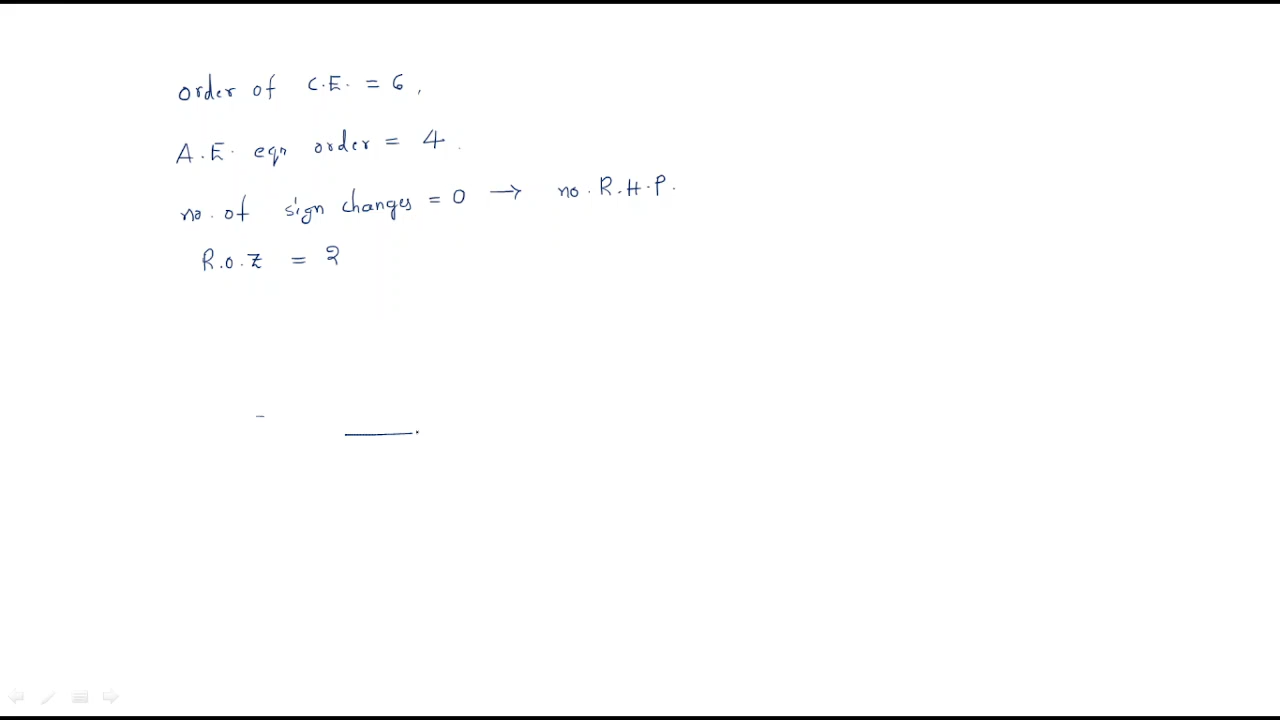 order of C.E. = 6,
A.E. eqn order = 4.
no. of sign changes = 0 → no. R.H.P.
R.O.Z = 2